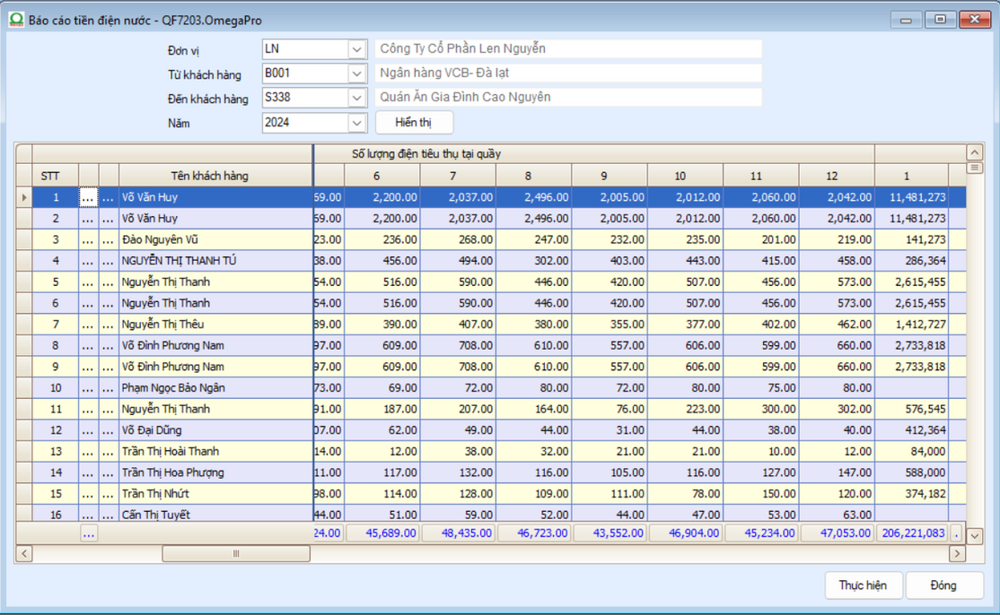 Báo cáo tiền điện nước - QF7203.OmegaPro
Đơn vị LN Công Ty Cổ Phần Len Nguyễn
Từ khách hàng B001 Ngân hàng VCB- Đà lạt
Đến khách hàng S338 Quán Ăn Gia Đình Cao Nguyên
Năm 2024 Hiển thị
Số lượng điện tiêu thụ tại quầy
STT Tên khách hàng 6 7 8 9 10 11 12 1
1 ... ... Võ Văn Huy 59.00 2,200.00 2,037.00 2,496.00 2,005.00 2,012.00 2,060.00 2,042.00 11,481,273
2 ... ... Võ Văn Huy 59.00 2,200.00 2,037.00 2,496.00 2,005.00 2,012.00 2,060.00 2,042.00 11,481,273
3 ... ... Đào Nguyên Vũ 23.00 236.00 268.00 247.00 232.00 235.00 201.00 219.00 141,273
4 ... ... NGUYỄN THỊ THANH TÚ 38.00 456.00 494.00 302.00 403.00 443.00 415.00 458.00 286,364
5 ... ... Nguyễn Thị Thanh 54.00 516.00 590.00 446.00 420.00 507.00 456.00 573.00 2,615,455
6 ... ... Nguyễn Thị Thanh 54.00 516.00 590.00 446.00 420.00 507.00 456.00 573.00 2,615,455
7 ... ... Nguyễn Thị Thêu 39.00 390.00 407.00 380.00 355.00 377.00 402.00 462.00 1,412,727
8 ... ... Võ Đình Phương Nam 97.00 609.00 708.00 610.00 557.00 606.00 599.00 660.00 2,733,818
9 ... ... Võ Đình Phương Nam 97.00 609.00 708.00 610.00 557.00 606.00 599.00 660.00 2,733,818
10 ... ... Phạm Ngọc Bảo Ngân 73.00 69.00 72.00 80.00 72.00 80.00 75.00 80.00
11 ... ... Nguyễn Thị Thanh 91.00 187.00 207.00 164.00 76.00 223.00 300.00 302.00 576,545
12 ... ... Võ Đại Dũng 07.00 62.00 49.00 44.00 31.00 44.00 38.00 40.00 412,364
13 ... ... Trần Thị Hoài Thanh 14.00 12.00 38.00 32.00 21.00 21.00 10.00 12.00 84,000
14 ... ... Trần Thị Hoa Phượng 11.00 117.00 132.00 116.00 105.00 116.00 127.00 147.00 588,000
15 ... ... Trần Thị Nhứt 98.00 114.00 128.00 109.00 111.00 78.00 150.00 120.00 374,182
16 ... ... Cấn Thị Tuyết 44.00 51.00 59.00 52.00 44.00 47.00 53.00 63.00
... 24.00 45,689.00 48,435.00 46,723.00 43,552.00 46,904.00 45,234.00 47,053.00 206,221,083 .
Thực hiện Đóng